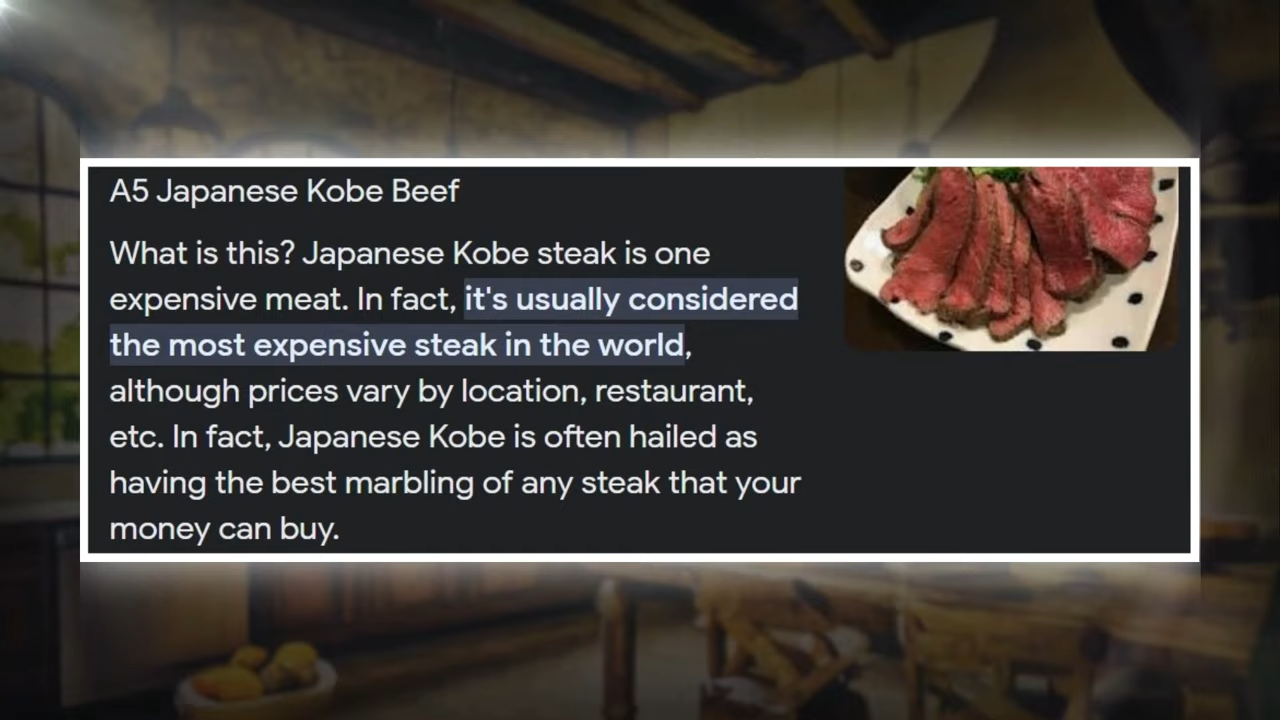 A5 Japanese Kobe Beef
What is this? Japanese Kobe steak is one
expensive meat. In fact, it's usually considered
the most expensive steak in the world,
although prices vary by location, restaurant,
etc. In fact, Japanese Kobe is often hailed as
having the best marbling of any steak that your
money can buy.